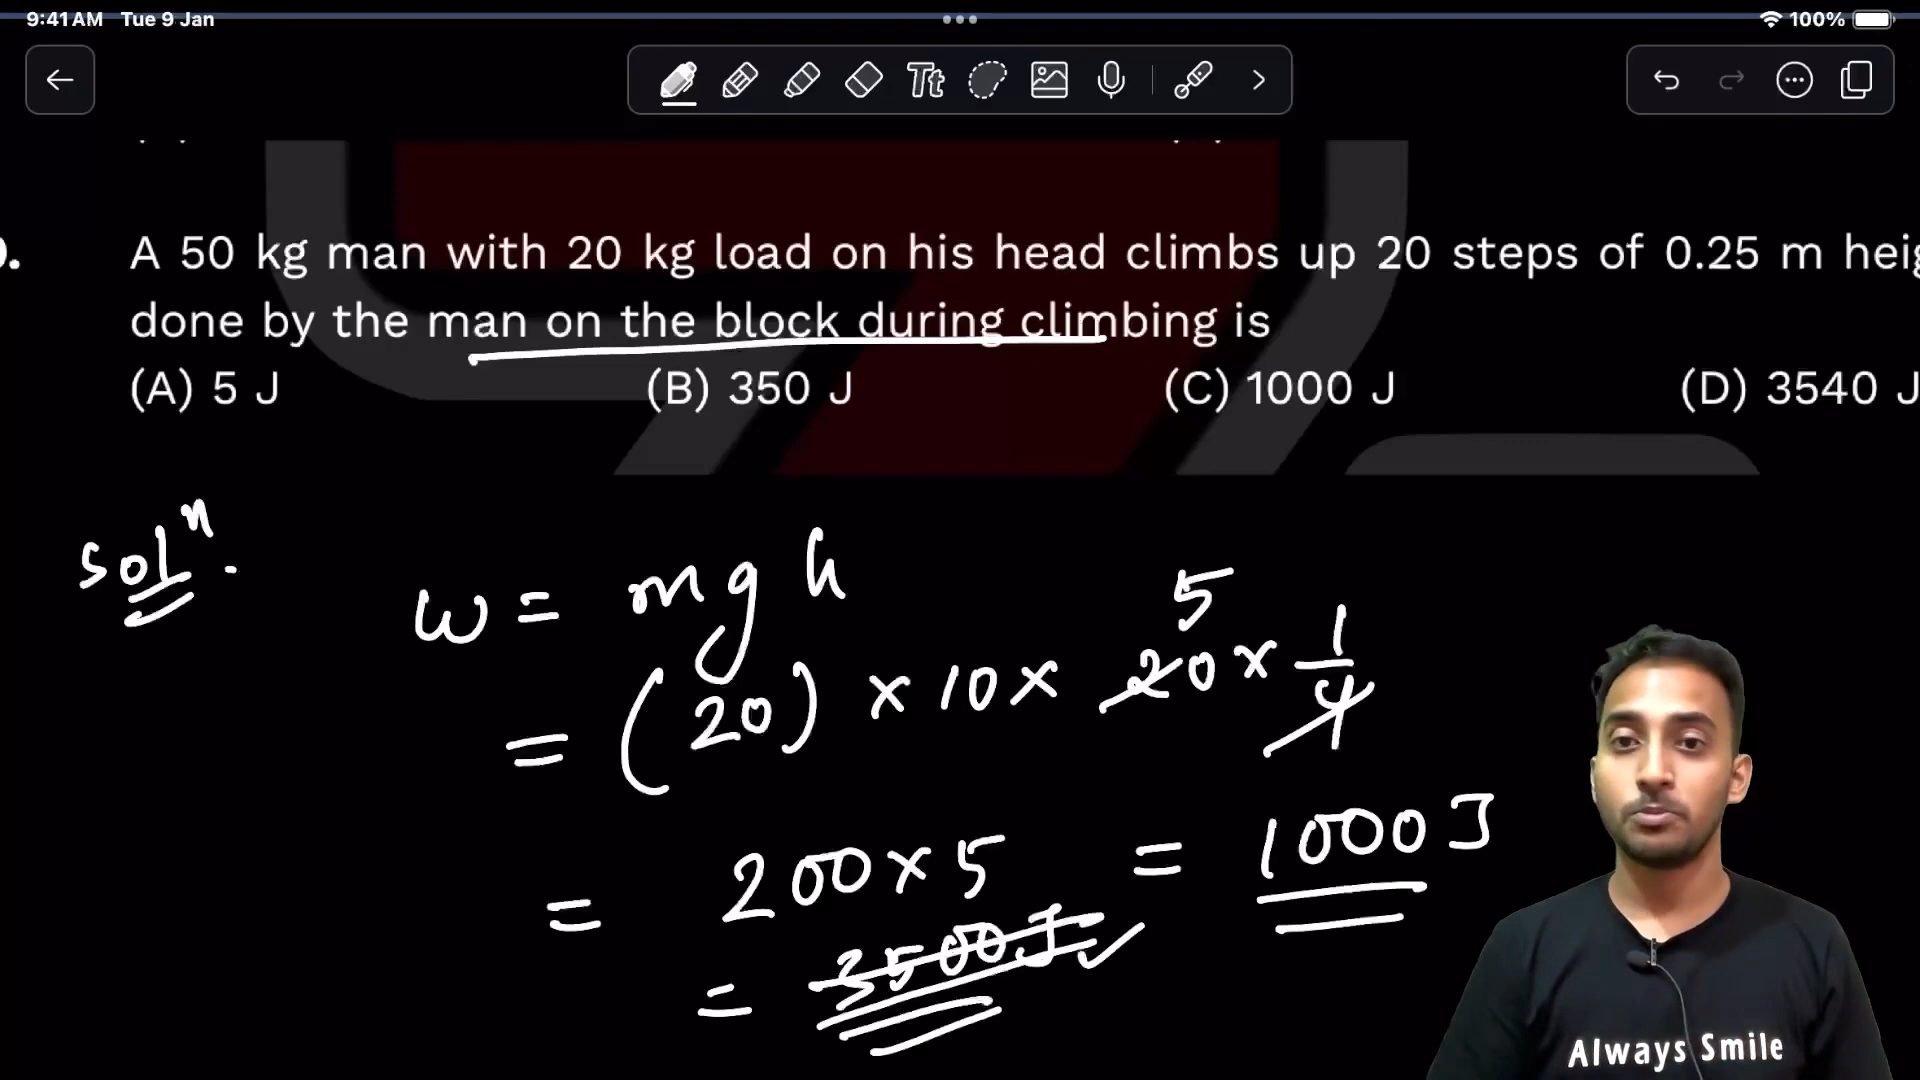 9:41 AM Tue 9 Jan
100%
Tt
A 50 kg man with 20 kg load on his head climbs up 20 steps of 0.25 m
done by the man on the block during climbing is
(A) 5 J (B) 350 J (C) 1000 J (D) 3540 J
Solⁿ.
W = mgh
= (20) × 10 × 20 × 1/4
5
= 200 × 5 = 1000 J
= 3500 J
Always Smile